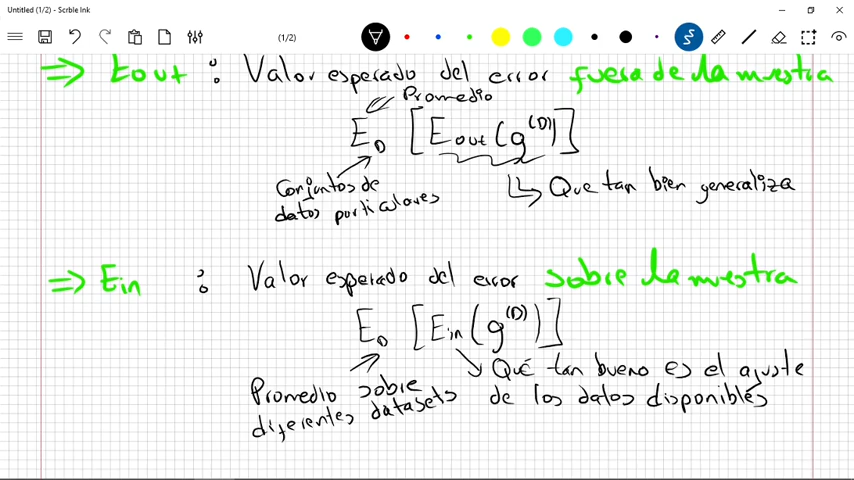 Untitled (1/2) - Scrble Ink
(1/2)
⇒ Eout : Valor esperado del error fuera de la muestra
Promedio
E_D [Eout(g^(D))]
Conjuntos de
datos particulares
Que tan bien generaliza
⇒ Ein : Valor esperado del error sobre la muestra
E_D [Ein(g^(D))]
Qué tan bueno es el ajuste
de los datos disponibles
Promedio sobre
diferentes datasets